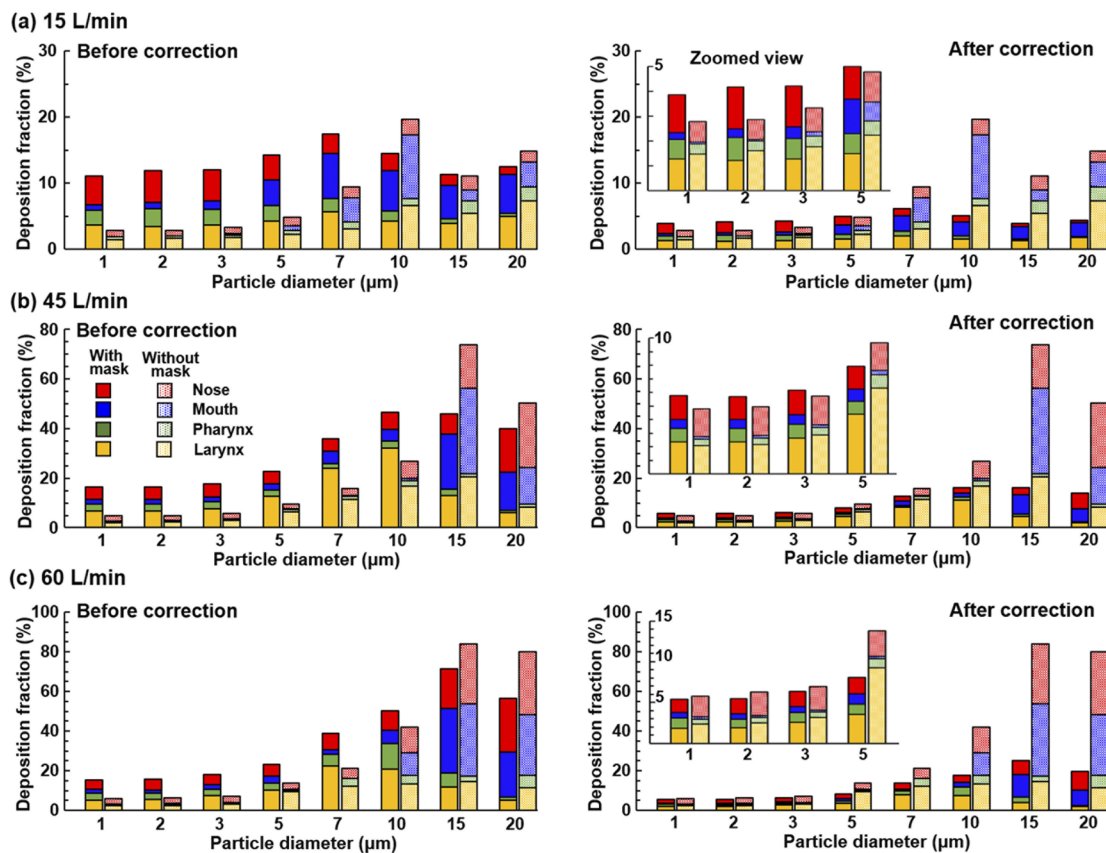 (a) 15 L/min
Before correction
Deposition fraction (%)
30
20
10
0
1 2 3 5 7 10 15 20
Particle diameter (µm)
After correction
Zoomed view
Deposition fraction (%)
30
20
10
0
5
1 2 3 5
1 2 3 5 7 10 15 20
Particle diameter (µm)
(b) 45 L/min
Before correction
With mask
Without mask
Nose
Mouth
Pharynx
Larynx
Deposition fraction (%)
80
60
40
20
0
1 2 3 5 7 10 15 20
Particle diameter (µm)
After correction
Deposition fraction (%)
80
60
40
20
0
10
1 2 3 5
1 2 3 5 7 10 15 20
Particle diameter (µm)
(c) 60 L/min
Before correction
Deposition fraction (%)
100
80
60
40
20
0
1 2 3 5 7 10 15 20
Particle diameter (µm)
After correction
Deposition fraction (%)
100
80
60
40
20
0
15
10
5
1 2 3 5
1 2 3 5 7 10 15 20
Particle diameter (µm)